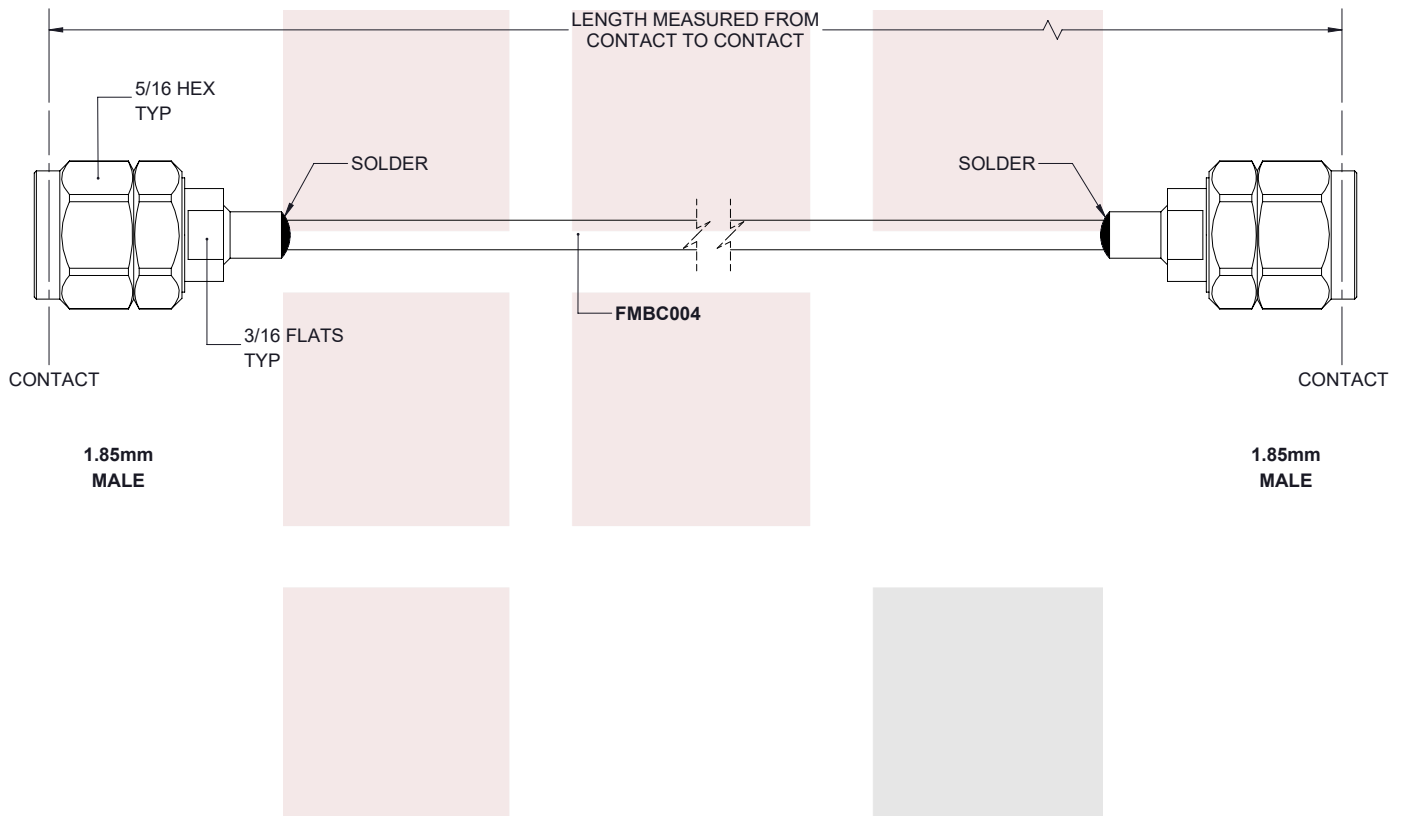 LENGTH MEASURED FROM
CONTACT TO CONTACT
5/16 HEX
TYP
SOLDER
SOLDER
FMBC004
3/16 FLATS
TYP
CONTACT
CONTACT
1.85mm
MALE
1.85mm
MALE